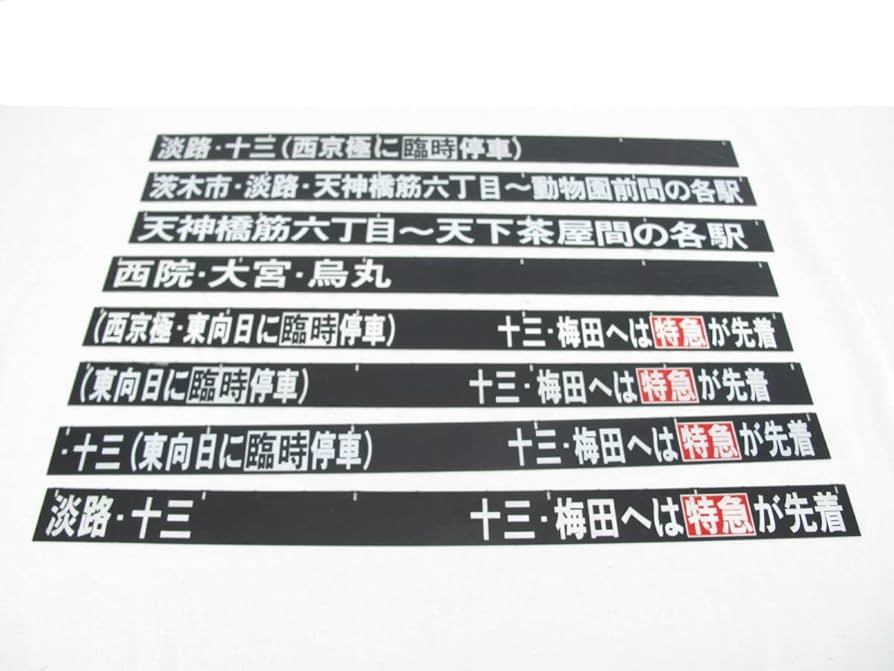 淡路・十三(西京極に臨時停車)
茨木市・淡路・天神橋筋六丁目～動物園前間の各駅
天神橋筋六丁目～天下茶屋間の各駅
西院・大宮・烏丸
(西京極・東向日に臨時停車) 十三・梅田へは特急が先着
(東向日に臨時停車) 十三・梅田へは特急が先着
・十三(東向日に臨時停車) 十三・梅田へは特急が先着
淡路・十三 十三・梅田へは特急が先着